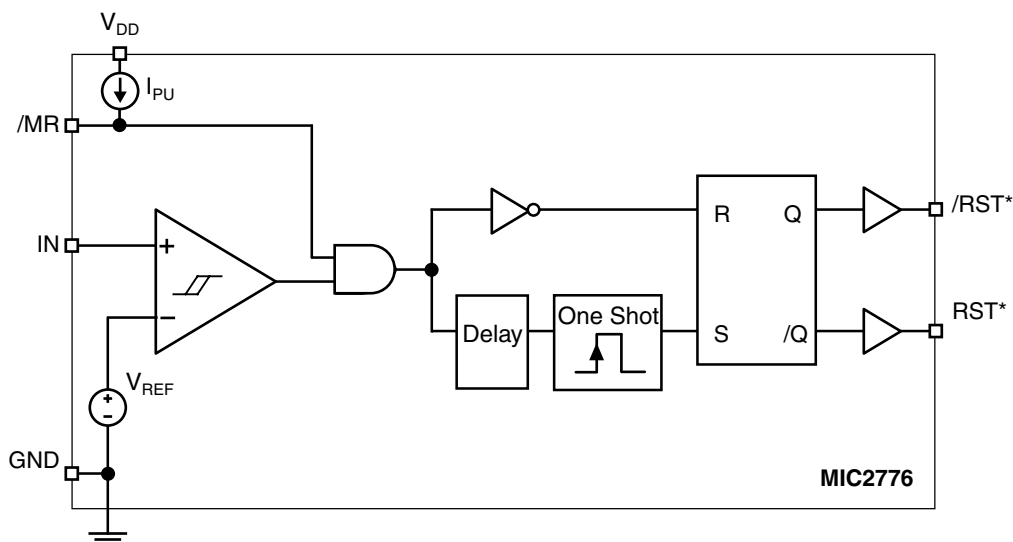 VDD
IPU
/MR
IN
+
−
VREF
+
−
GND
Delay
One Shot
R
Q
S
/Q
/RST*
RST*
MIC2776